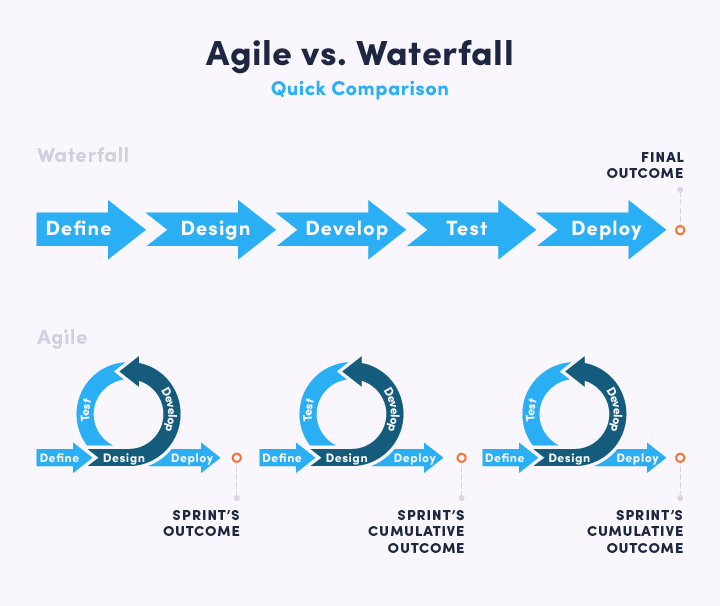 Agile vs. Waterfall
Quick Comparison
Waterfall
FINAL
OUTCOME
Define Design Develop Test Deploy
Agile
Test Develop
Define Design Deploy
Test Develop
Define Design Deploy
Test Develop
Define Design Deploy
SPRINT'S
OUTCOME
SPRINT'S
CUMULATIVE
OUTCOME
SPRINT'S
CUMULATIVE
OUTCOME